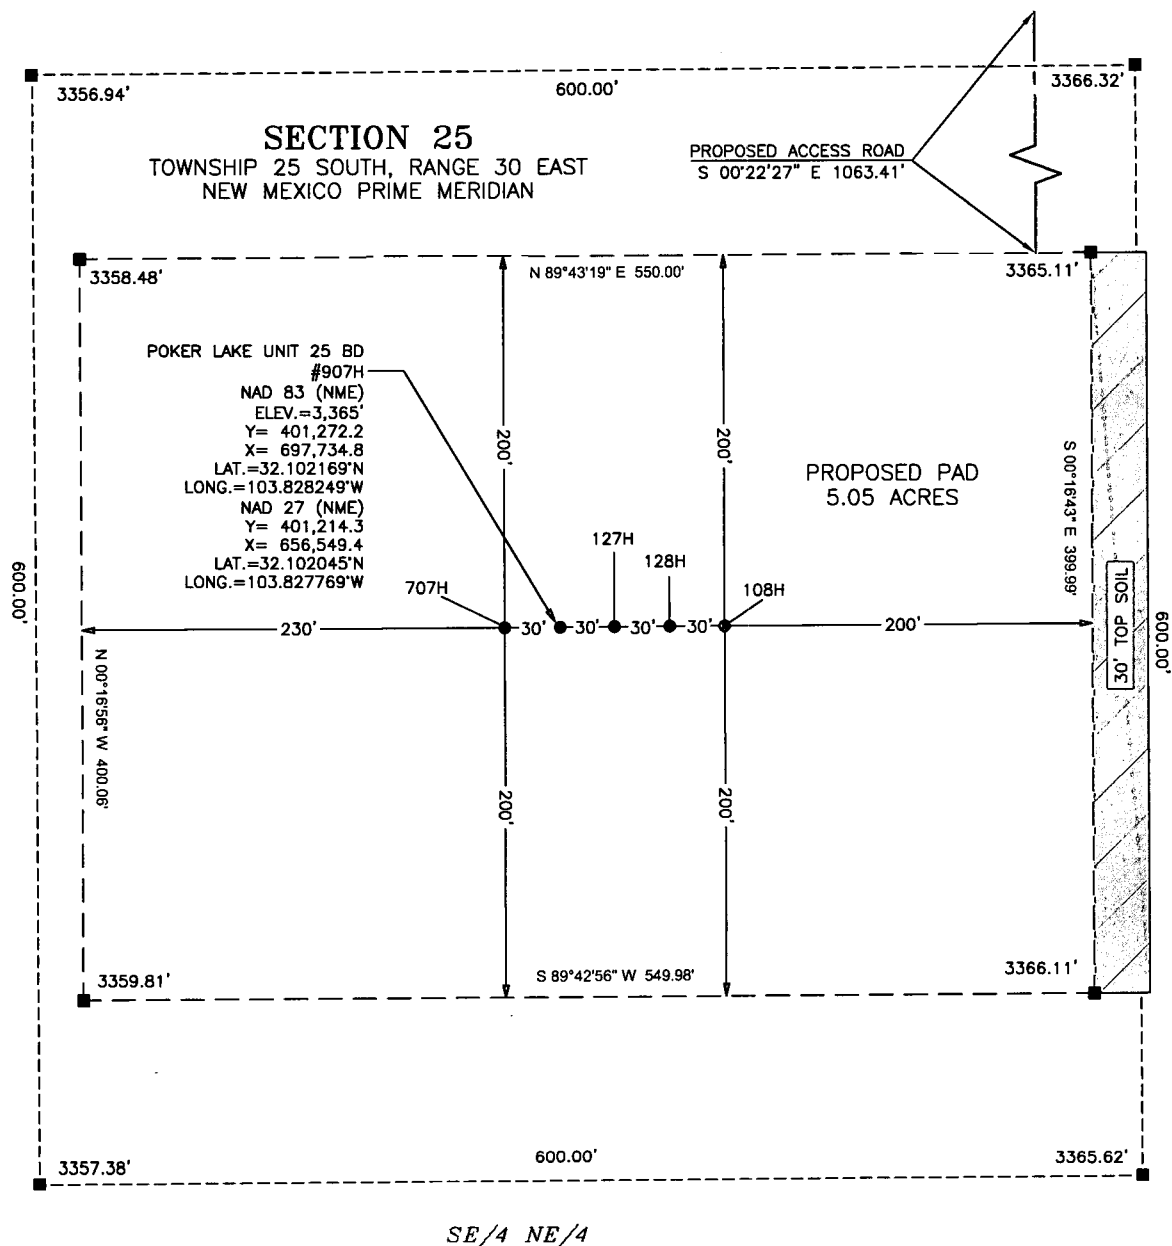 3356.94'
600.00'
3366.32'
SECTION 25
TOWNSHIP 25 SOUTH, RANGE 30 EAST
NEW MEXICO PRIME MERIDIAN
PROPOSED ACCESS ROAD
S 00°22'27" E 1063.41'
3358.48'
N 89°43'19" E 550.00'
3365.11'
POKER LAKE UNIT 25 BD
#907H
NAD 83 (NME)
ELEV.=3,365'
Y= 401,272.2
X= 697,734.8
LAT.=32.102169°N
LONG.=103.828249°W
NAD 27 (NME)
Y= 401,214.3
X= 656,549.4
LAT.=32.102045°N
LONG.=103.827769°W
200'
200'
PROPOSED PAD
5.05 ACRES
S 00°16'43" E 399.99'
127H
128H
707H
108H
600.00'
230'
30'
30'
30'
30'
200'
30' TOP SOIL
600.00'
N 00°16'56" W 400.06'
200'
200'
3359.81'
S 89°42'56" W 549.98'
3366.11'
3357.38'
600.00'
3365.62'
SE/4 NE/4